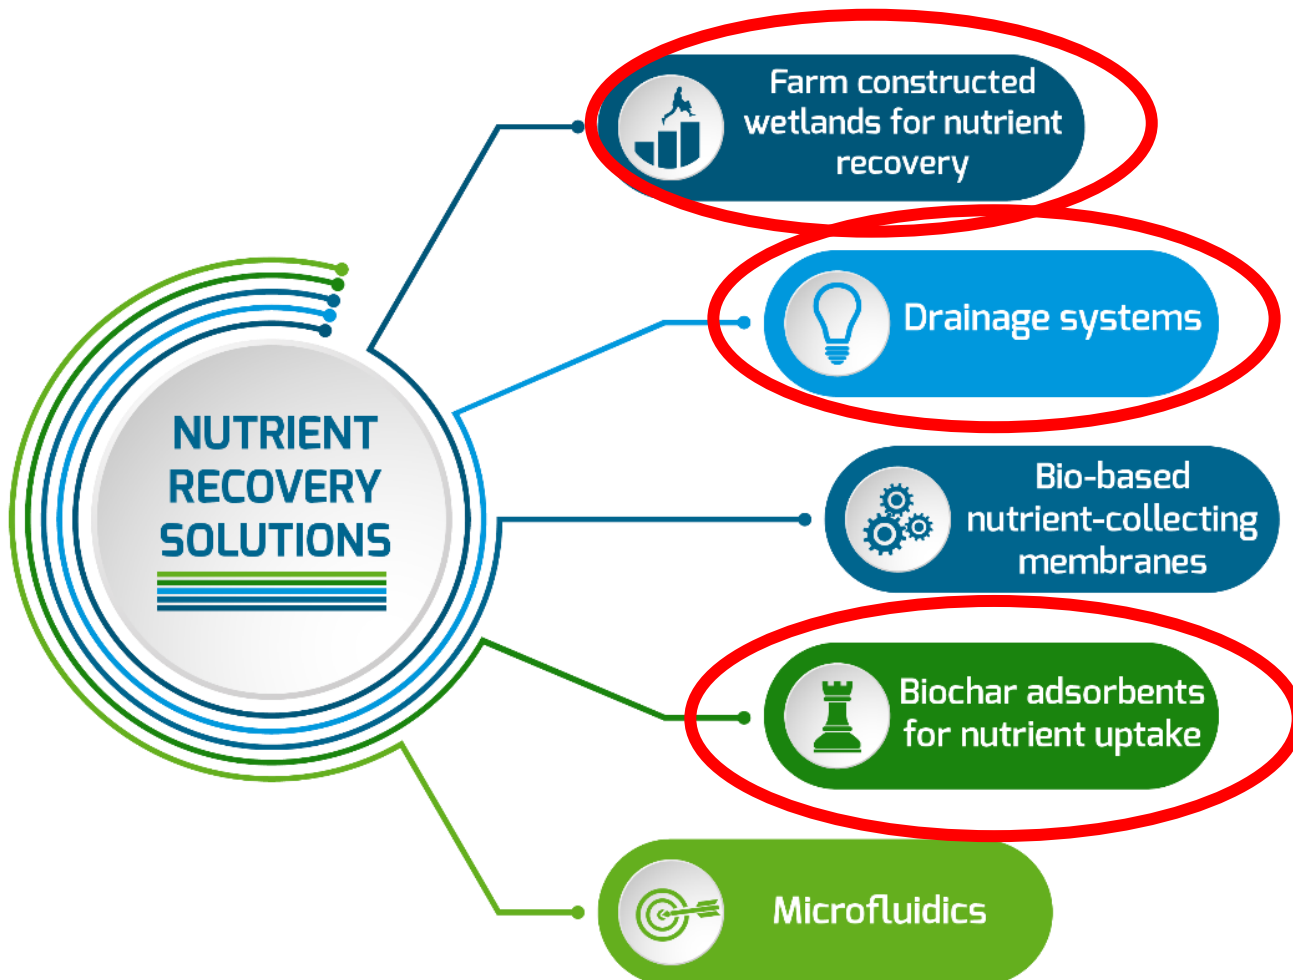 NUTRIENT
RECOVERY
SOLUTIONS
Farm constructed
wetlands for nutrient
recovery
Drainage systems
Bio-based
nutrient-collecting
membranes
Biochar adsorbents
for nutrient uptake
Microfluidics